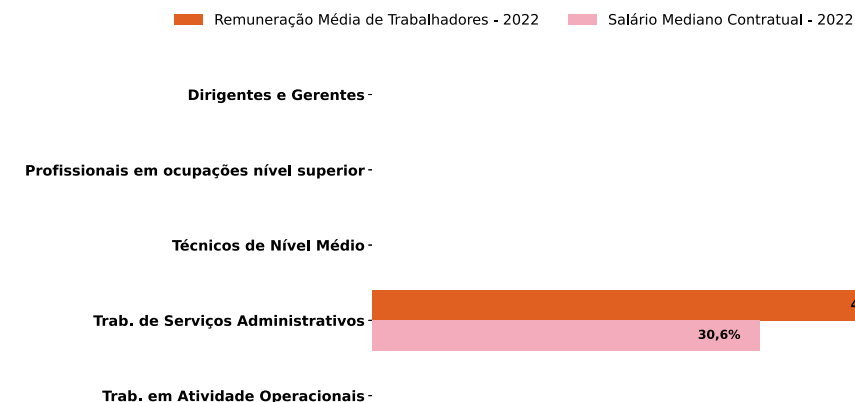 Remuneração Média de Trabalhadores - 2022 Salário Mediano Contratual - 2022
Dirigentes e Gerentes
Profissionais em ocupações nível superior
Técnicos de Nível Médio
Trab. de Serviços Administrativos
30,6%
Trab. em Atividade Operacionais